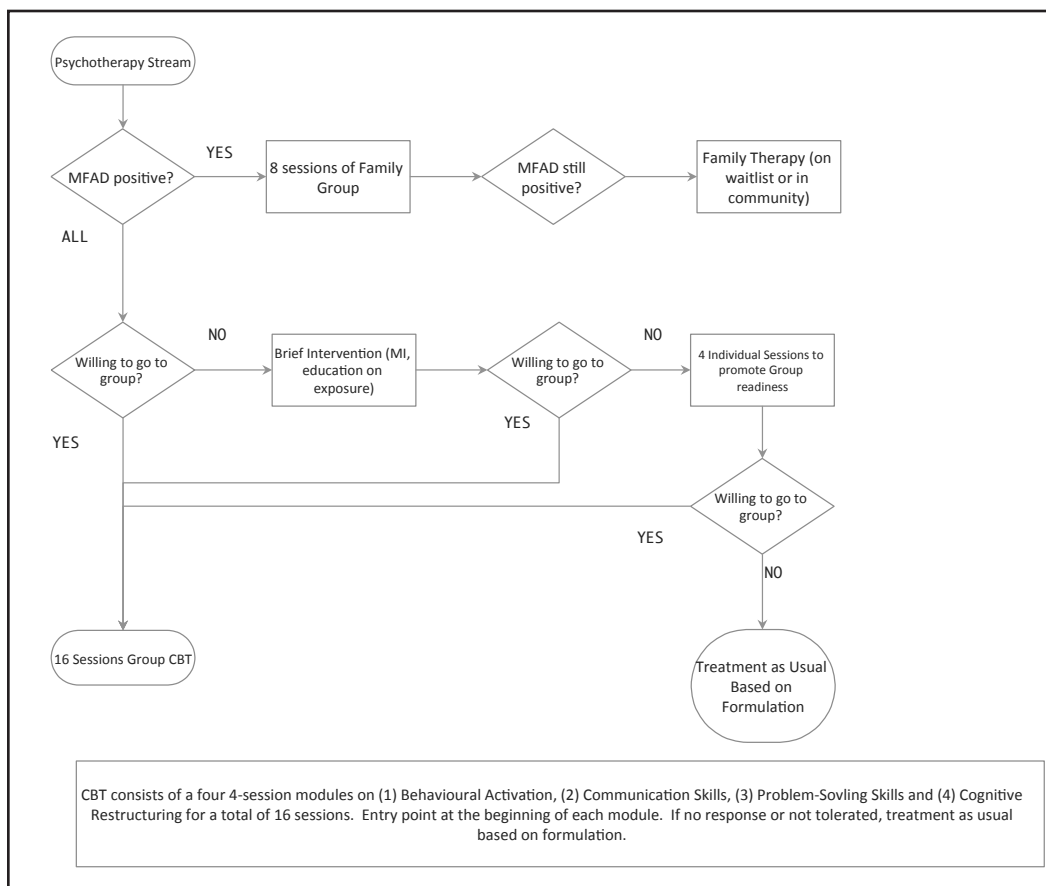 Psychotherapy Stream
MFAD positive?
YES
8 sessions of Family
Group
MFAD still
positive?
Family Therapy (on
waitlist or in
community)
ALL
Willing to go to
group?
NO
Brief Intervention (MI,
education on
exposure)
Willing to go to
group?
NO
4 Individual Sessions to
promote Group
readiness
YES
YES
Willing to go to
group?
YES
NO
16 Sessions Group CBT
Treatment as Usual
Based on
Formulation
CBT consists of a four 4-session modules on (1) Behavioural Activation, (2) Communication Skills, (3) Problem-Sovling Skills and (4) Cognitive
Restructuring for a total of 16 sessions.  Entry point at the beginning of each module.  If no response or not tolerated, treatment as usual
based on formulation.